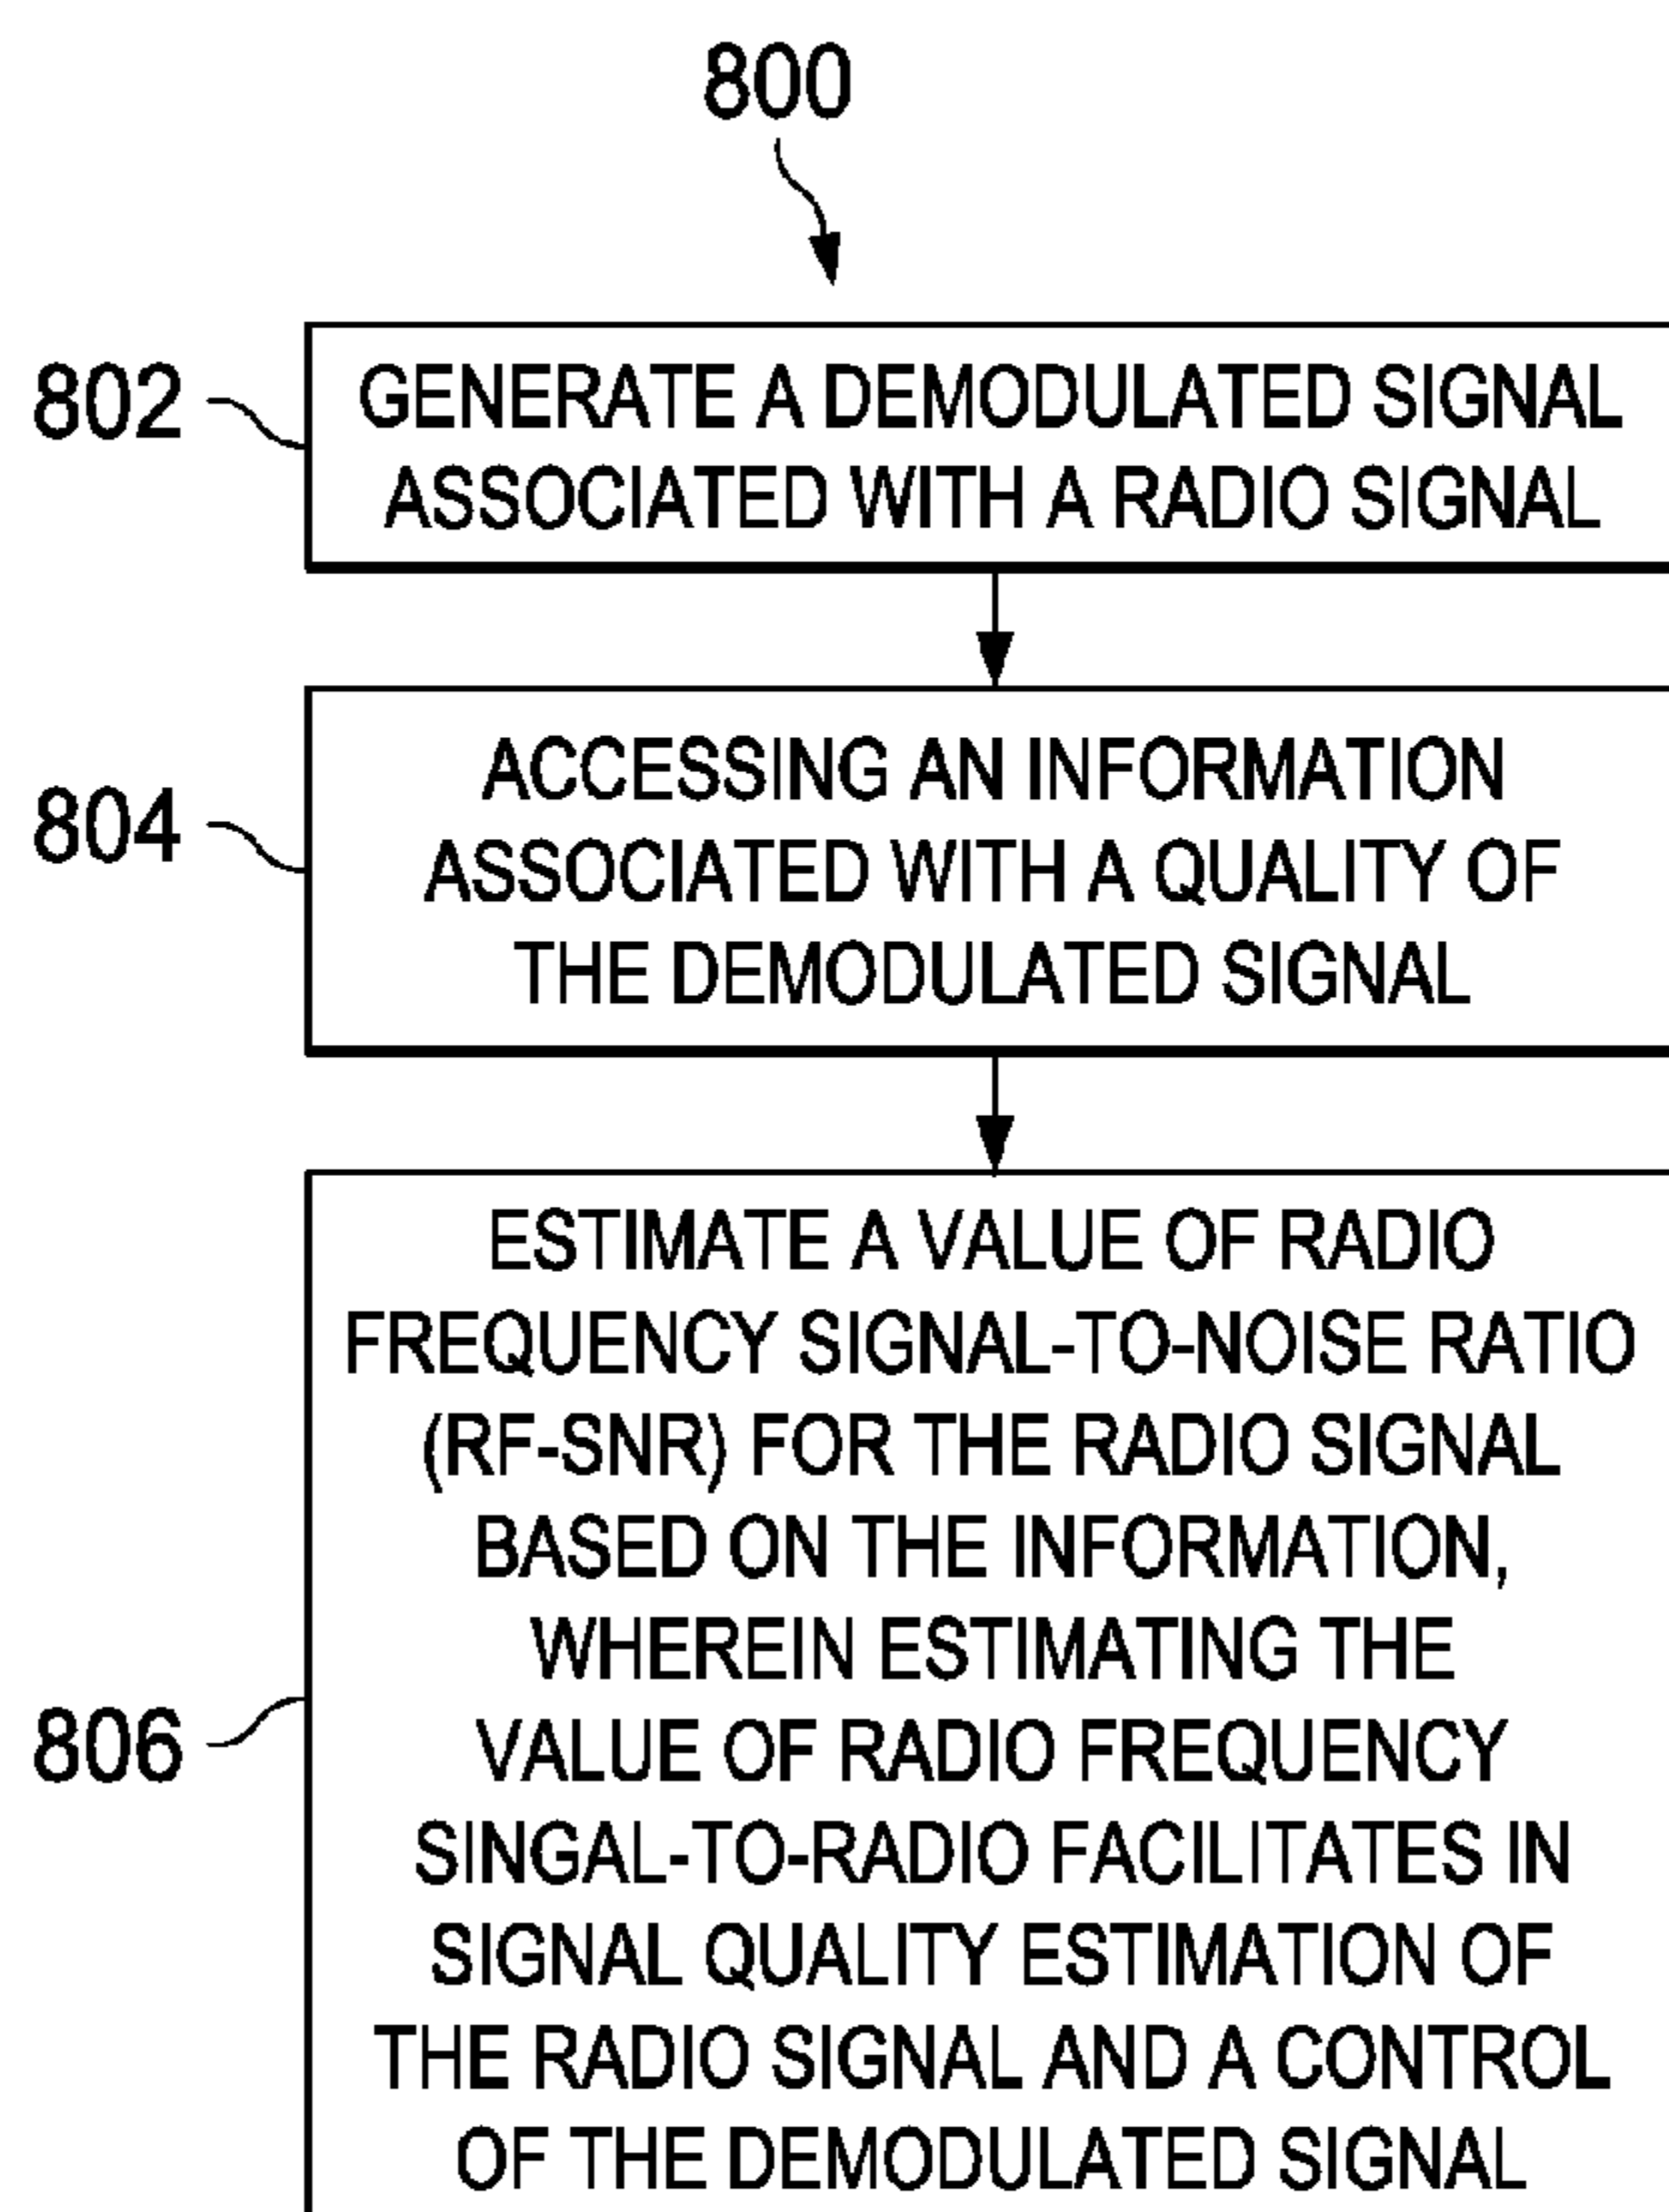 800
802
GENERATE A DEMODULATED SIGNAL
ASSOCIATED WITH A RADIO SIGNAL
804
ACCESSING AN INFORMATION
ASSOCIATED WITH A QUALITY OF
THE DEMODULATED SIGNAL
806
ESTIMATE A VALUE OF RADIO
FREQUENCY SIGNAL-TO-NOISE RATIO
(RF-SNR) FOR THE RADIO SIGNAL
BASED ON THE INFORMATION,
WHEREIN ESTIMATING THE
VALUE OF RADIO FREQUENCY
SINGAL-TO-RADIO FACILITATES IN
SIGNAL QUALITY ESTIMATION OF
THE RADIO SIGNAL AND A CONTROL
OF THE DEMODULATED SIGNAL